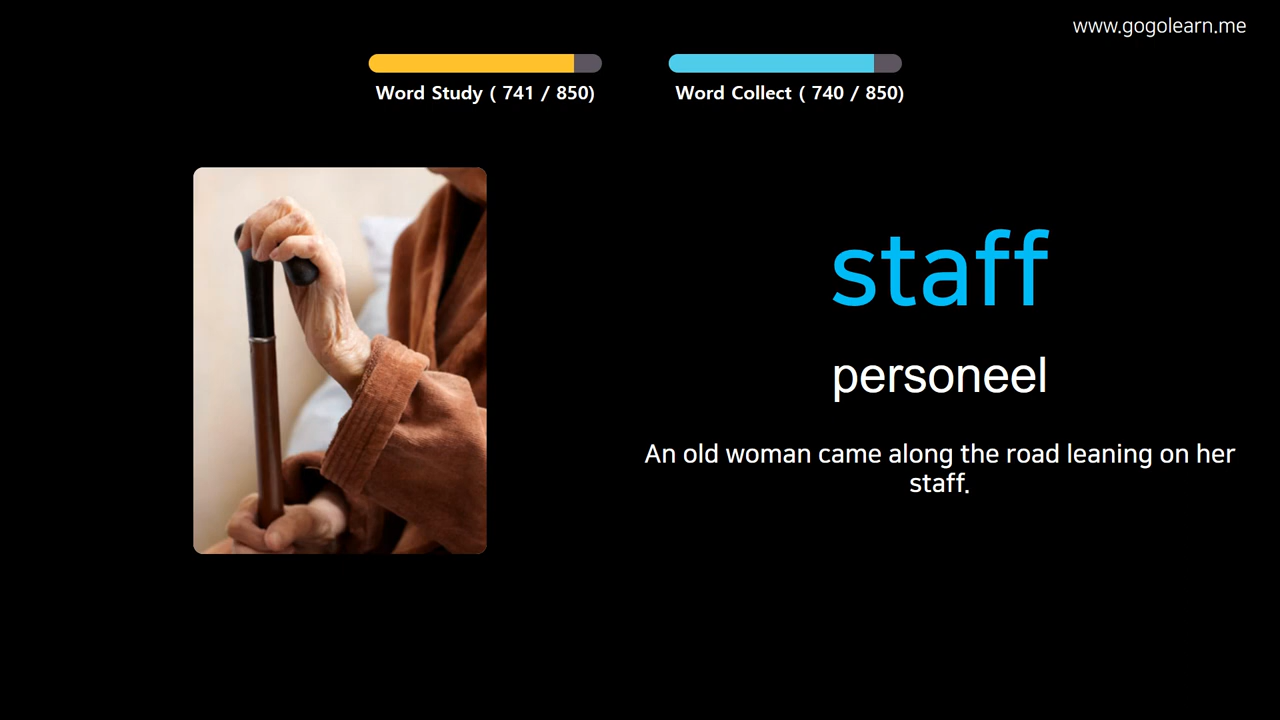 www.gogolearn.me
Word Study ( 741 / 850)
Word Collect ( 740 / 850)
staff
personeel
An old woman came along the road leaning on her
staff.